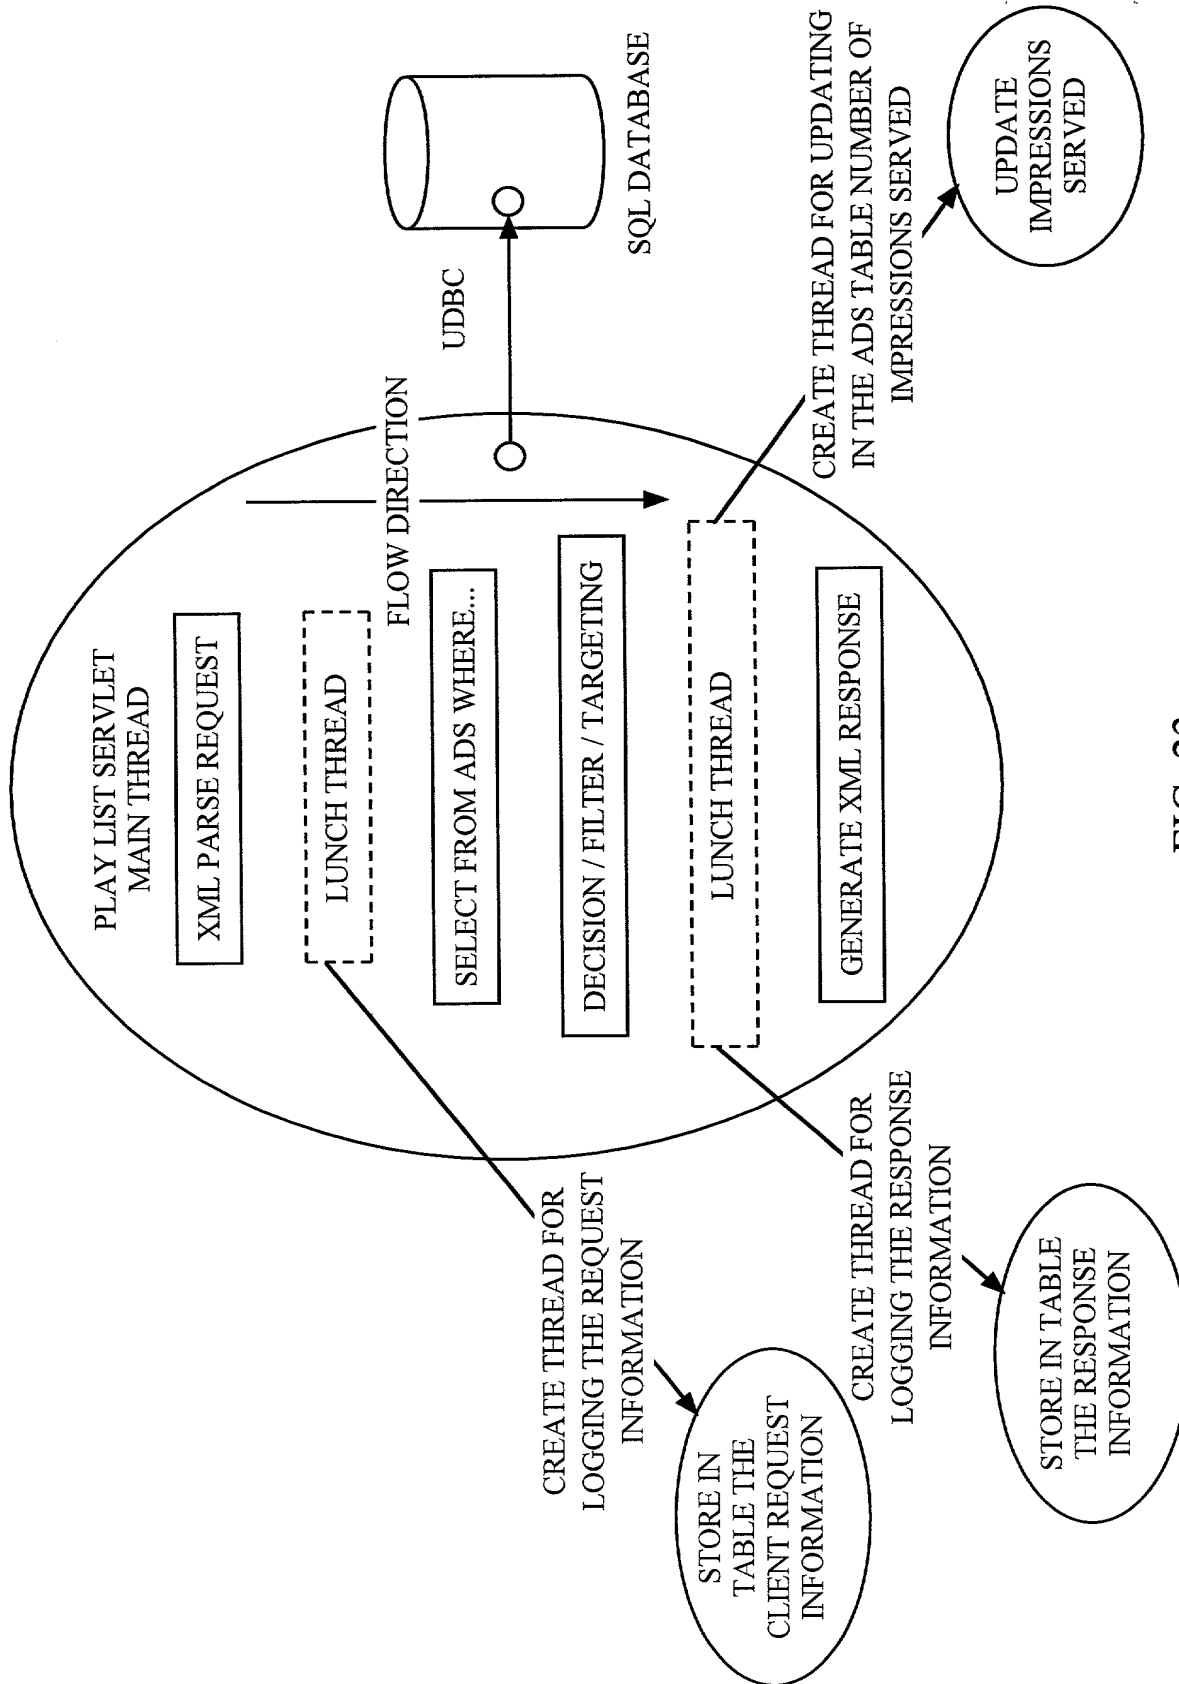 PLAY LIST SERVLET
MAIN THREAD
XML PARSE REQUEST
LUNCH THREAD
FLOW DIRECTION
SELECT FROM ADS WHERE...
DECISION / FILTER / TARGETING
LUNCH THREAD
GENERATE XML RESPONSE
UDBC
SQL DATABASE
CREATE THREAD FOR
LOGGING THE REQUEST
INFORMATION
STORE IN
TABLE THE
CLIENT REQUEST
INFORMATION
CREATE THREAD FOR
LOGGING THE RESPONSE
INFORMATION
STORE IN TABLE
THE RESPONSE
INFORMATION
CREATE THREAD FOR UPDATING
IN THE ADS TABLE NUMBER OF
IMPRESSIONS SERVED
UPDATE
IMPRESSIONS
SERVED
FIG.